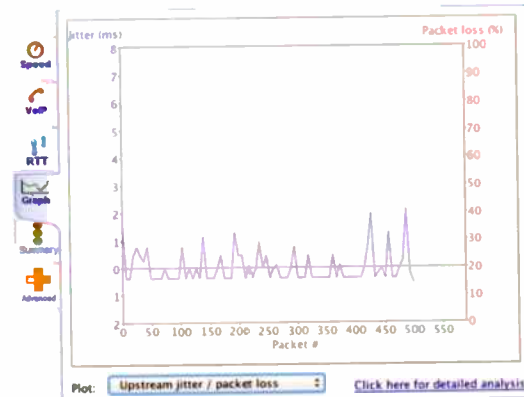 Jitter (ms)
Packet loss (%)
8
7
6
5
4
3
2
1
0
1
2
100
90
80
70
60
50
40
30
20
10
0
0 50 100 150 200 250 300 350 400 450 500 550
Packet #
Speed
VoIP
RTT
Graph
Summary
Advanced
Plot: Upstream jitter / packet loss
Click here for detailed analysis